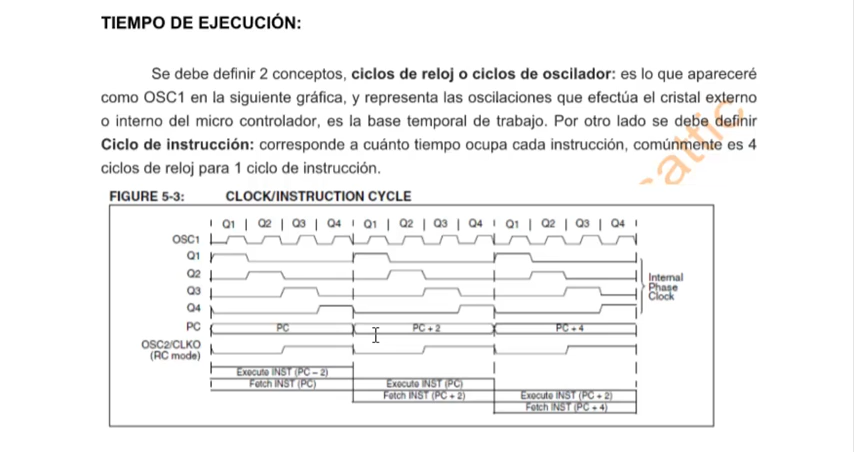 TIEMPO DE EJECUCIÓN:
Se debe definir 2 conceptos, ciclos de reloj o ciclos de oscilador: es lo que apareceré
como OSC1 en la siguiente gráfica, y representa las oscilaciones que efectúa el cristal externo
o interno del micro controlador, es la base temporal de trabajo. Por otro lado se debe definir
Ciclo de instrucción: corresponde a cuánto tiempo ocupa cada instrucción, comúnmente es 4
ciclos de reloj para 1 ciclo de instrucción.
FIGURE 5-3: CLOCK/INSTRUCTION CYCLE
Q1 | Q2 | Q3 | Q4 | Q1 | Q2 | Q3 | Q4 | Q1 | Q2 | Q3 | Q4
OSC1
Q1
Q2
Q3
Q4
Internal
Phase
Clock
PC PC PC + 2 PC + 4
OSC2/CLKO
(RC mode)
Execute INST (PC – 2)
Fetch INST (PC)
Execute INST (PC)
Fetch INST (PC + 2)
Execute INST (PC + 2)
Fetch INST (PC + 4)